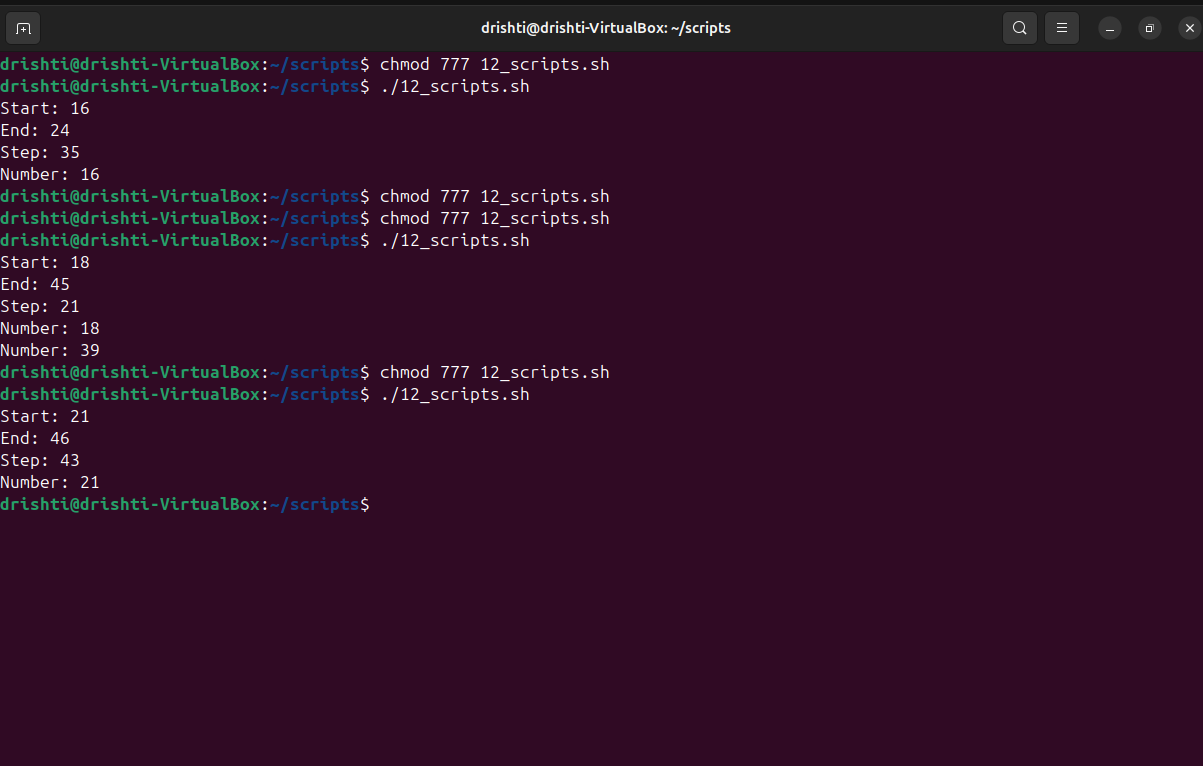 drishti@drishti-VirtualBox: ~/scripts
drishti@drishti-VirtualBox:~/scripts$ chmod 777 12_scripts.sh
drishti@drishti-VirtualBox:~/scripts$ ./12_scripts.sh
Start: 16
End: 24
Step: 35
Number: 16
drishti@drishti-VirtualBox:~/scripts$ chmod 777 12_scripts.sh
drishti@drishti-VirtualBox:~/scripts$ chmod 777 12_scripts.sh
drishti@drishti-VirtualBox:~/scripts$ ./12_scripts.sh
Start: 18
End: 45
Step: 21
Number: 18
Number: 39
drishti@drishti-VirtualBox:~/scripts$ chmod 777 12_scripts.sh
drishti@drishti-VirtualBox:~/scripts$ ./12_scripts.sh
Start: 21
End: 46
Step: 43
Number: 21
drishti@drishti-VirtualBox:~/scripts$